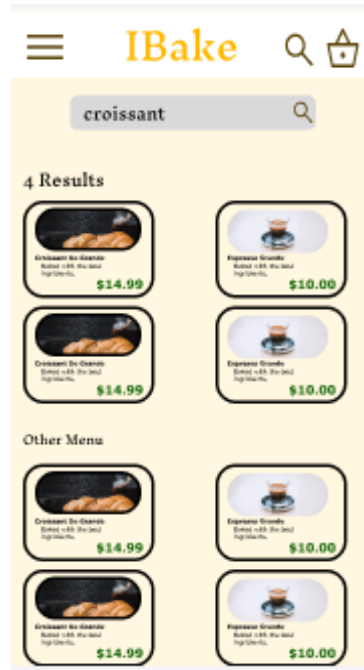 IBake
croissant
4 Results
Croissant De Grande
Baked with the best
ingredients.
$14.99
Espresso Grande
Baked with the best
ingredients.
$10.00
Croissant De Grande
Baked with the best
ingredients.
$14.99
Espresso Grande
Baked with the best
ingredients.
$10.00
Other Menu
Croissant De Grande
Baked with the best
ingredients.
$14.99
Espresso Grande
Baked with the best
ingredients.
$10.00
Croissant De Grande
Baked with the best
ingredients.
$14.99
Espresso Grande
Baked with the best
ingredients.
$10.00